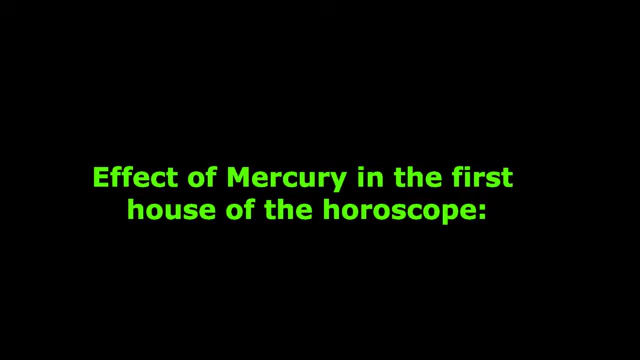 Effect of Mercury in the first
house of the horoscope: